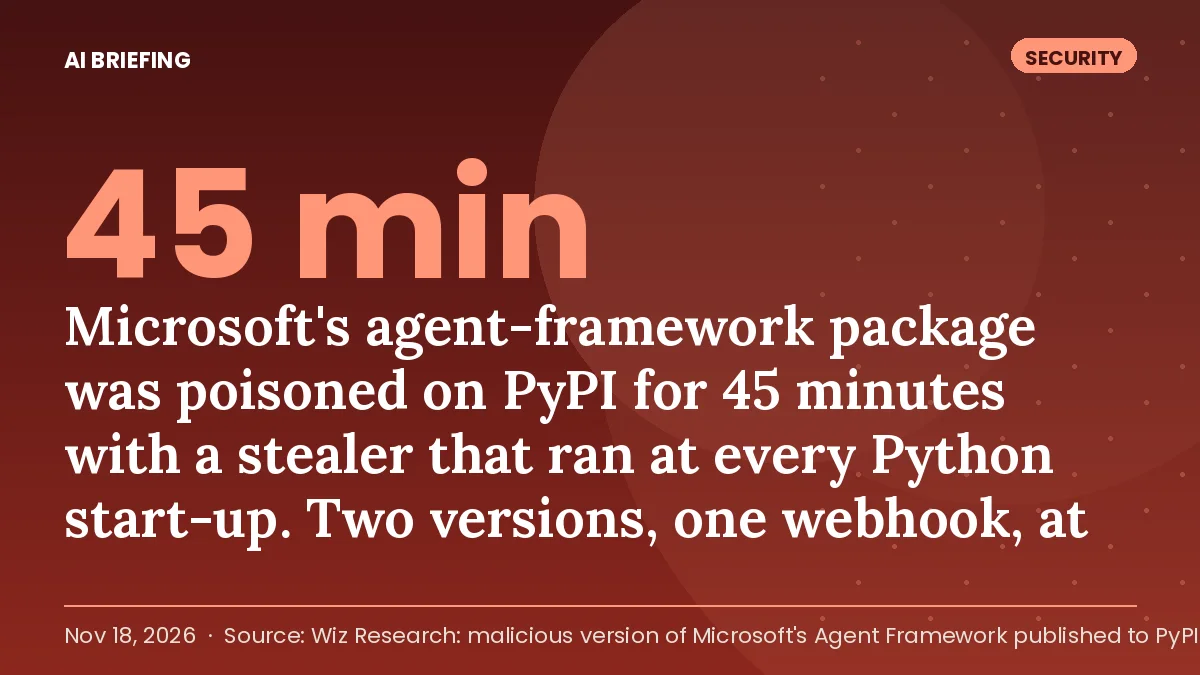 AI BRIEFING
SECURITY
45 min
Microsoft's agent-framework package
was poisoned on PyPI for 45 minutes
with a stealer that ran at every Python
start-up. Two versions, one webhook, at
Nov 18, 2026 · Source: Wiz Research: malicious version of Microsoft's Agent Framework published to PyPI